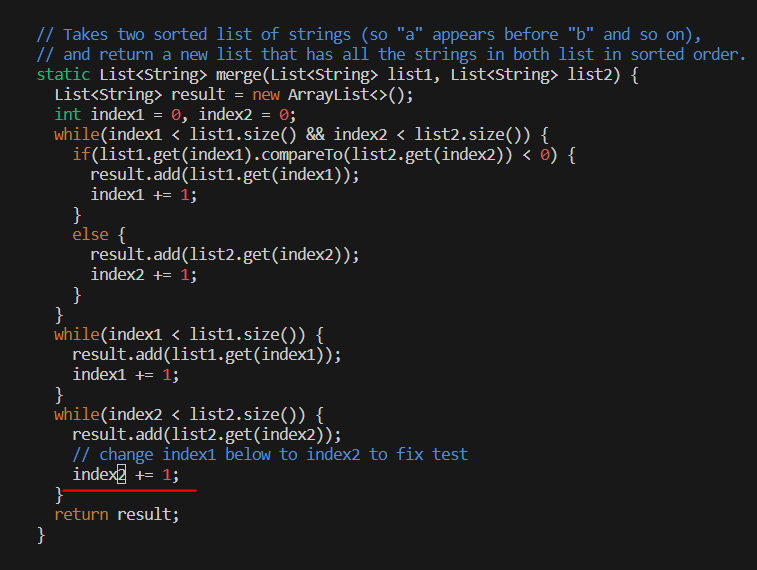 // Takes two sorted list of strings (so "a" appears before "b" and so on),
// and return a new list that has all the strings in both list in sorted order.
static List<String> merge(List<String> list1, List<String> list2) {
  List<String> result = new ArrayList<>();
  int index1 = 0, index2 = 0;
  while(index1 < list1.size() && index2 < list2.size()) {
    if(list1.get(index1).compareTo(list2.get(index2)) < 0) {
      result.add(list1.get(index1));
      index1 += 1;
    }
    else {
      result.add(list2.get(index2));
      index2 += 1;
    }
  }
  while(index1 < list1.size()) {
    result.add(list1.get(index1));
    index1 += 1;
  }
  while(index2 < list2.size()) {
    result.add(list2.get(index2));
    // change index1 below to index2 to fix test
    index2 += 1;
  }
  return result;
}